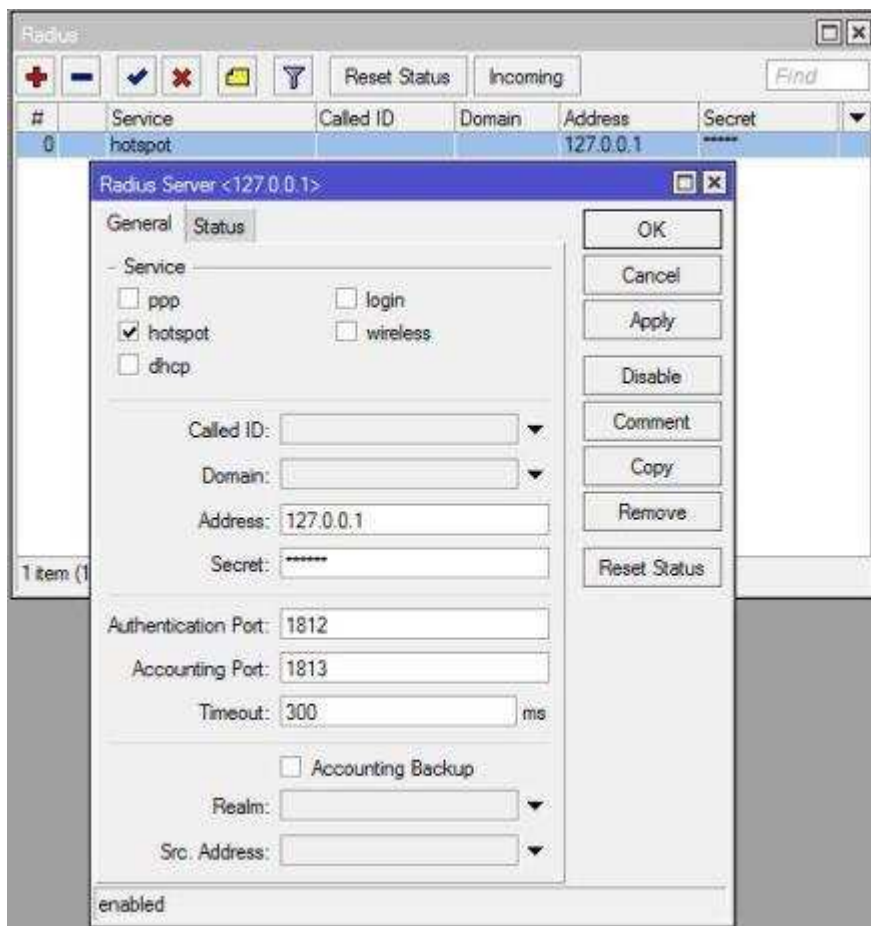 Radius
Reset Status Incoming Find
# Service Called ID Domain Address Secret
0 hotspot 127.0.0.1 *****
Radius Server <127.0.0.1>
General Status
Service
ppp login
hotspot wireless
dhcp
Called ID:
Domain:
Address: 127.0.0.1
Secret: ******
Authentication Port: 1812
Accounting Port: 1813
Timeout: 300 ms
Accounting Backup
Realm:
Src. Address:
enabled
OK
Cancel
Apply
Disable
Comment
Copy
Remove
Reset Status
1 item (1